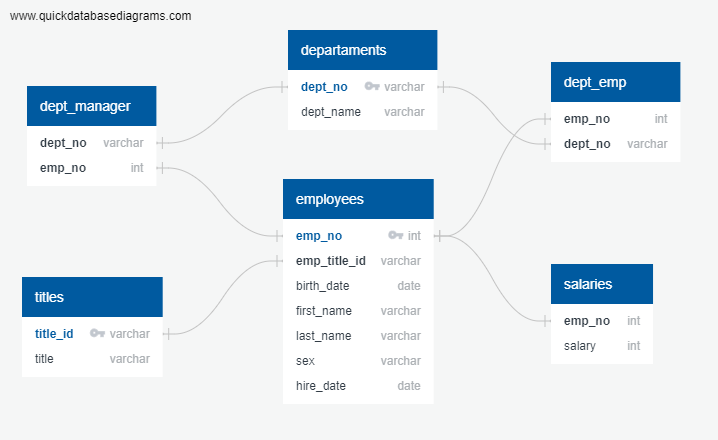 www.quickdatabasediagrams.com
departaments
dept_no varchar
dept_name varchar
dept_manager
dept_no varchar
emp_no int
dept_emp
emp_no int
dept_no varchar
employees
emp_no int
emp_title_id varchar
birth_date date
first_name varchar
last_name varchar
sex varchar
hire_date date
titles
title_id varchar
title varchar
salaries
emp_no int
salary int